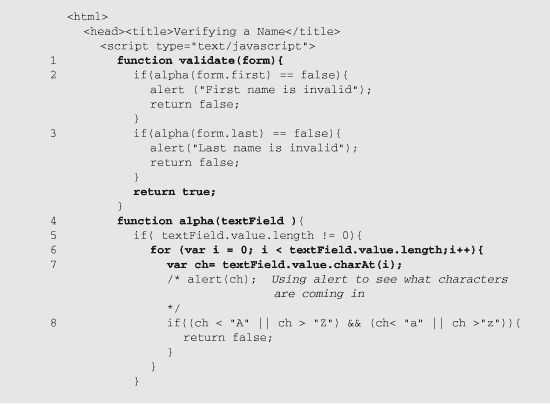 <html>
<head><title>Verifying a Name</title>
<script type="text/javascript">
1 function validate(form){
2 if(alpha(form.first) == false){
alert ("First name is invalid");
return false;
}
3 if(alpha(form.last) == false){
alert("Last name is invalid");
return false;
}
return true;
}
4 function alpha(textField ){
5 if( textField.value.length != 0){
6 for (var i = 0; i < textField.value.length;i++){
7 var ch= textField.value.charAt(i);
/* alert(ch); Using alert to see what characters
are coming in
*/
8 if((ch < "A" || ch > "Z") && (ch< "a" || ch >"z")){
return false;
}
}
}